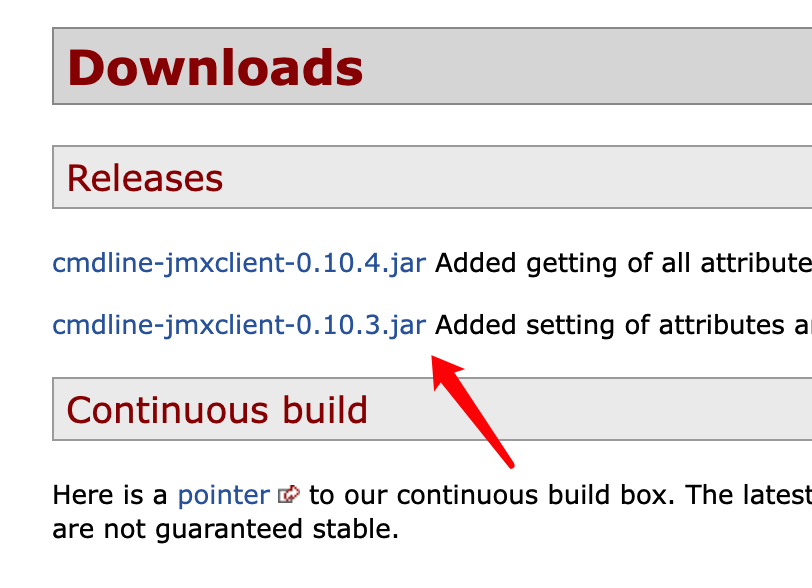 Downloads
Releases
cmdline-jmxclient-0.10.4.jar Added getting of all attribute
cmdline-jmxclient-0.10.3.jar Added setting of attributes a
Continuous build
Here is a pointer to our continuous build box. The latest
are not guaranteed stable.